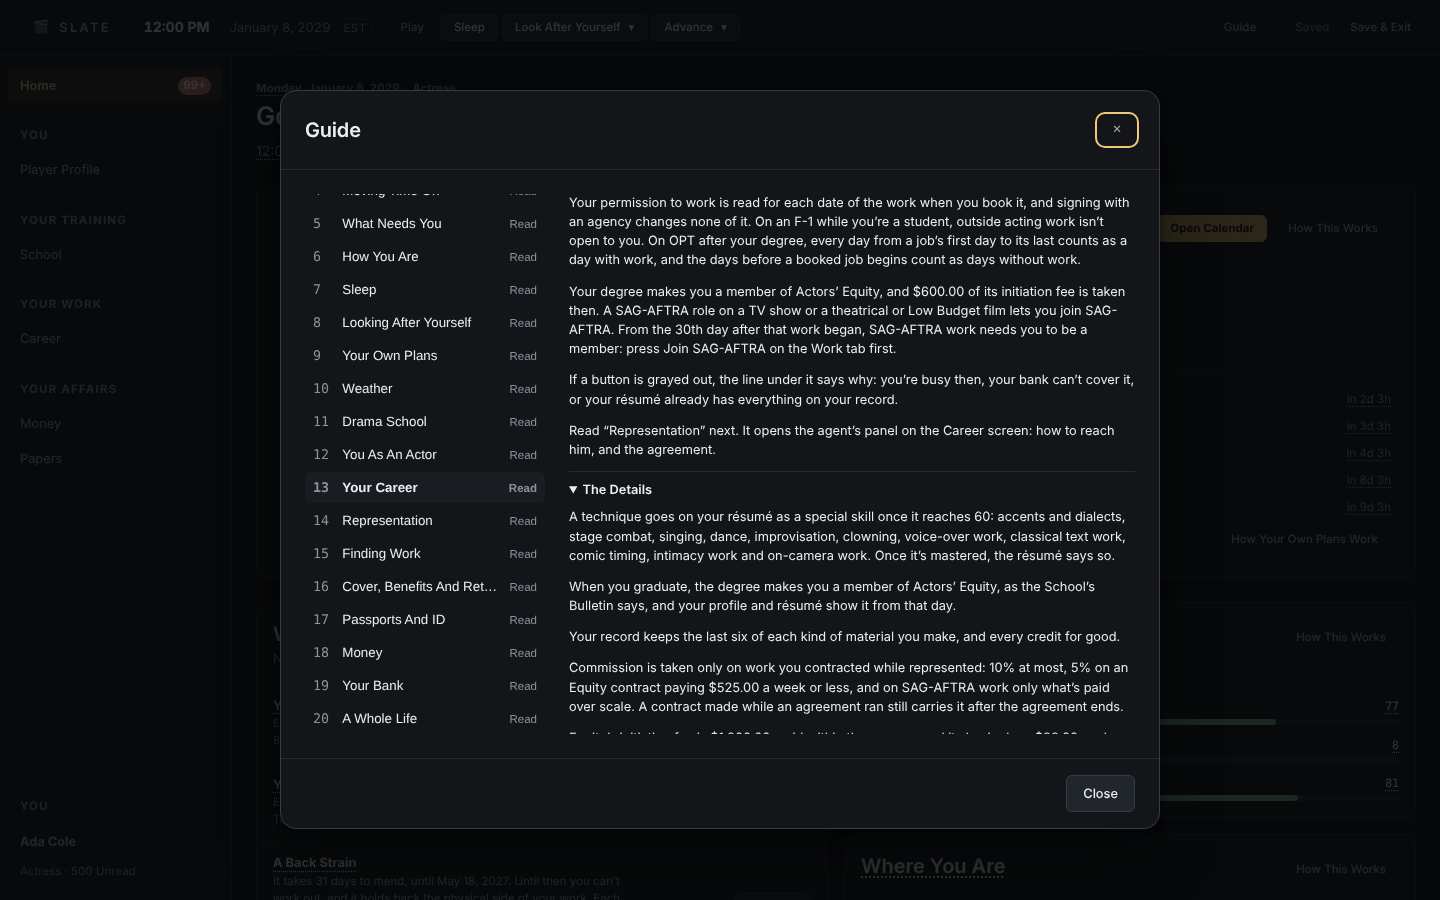 SLATE
12:00 PM
January 8, 2029
EST
Play
Sleep
Look After Yourself ▾
Advance ▾
Guide
Saved
Save & Exit
Home
99+
YOU
Player Profile
YOUR TRAINING
School
YOUR WORK
Career
YOUR AFFAIRS
Money
Papers
YOU
Ada Cole
Actress · 500 Unread
Monday, January 8, 2029 · Actress
Open Calendar
How This Works
in 2d 3h
in 3d 3h
in 4d 3h
in 8d 3h
in 9d 3h
How Your Own Plans Work
How This Works
77
8
81
A Back Strain
It takes 31 days to mend, until May 18, 2027. Until then you can't
Where You Are
How This Works
Guide
×
5 What Needs You Read
6 How You Are Read
7 Sleep Read
8 Looking After Yourself Read
9 Your Own Plans Read
10 Weather Read
11 Drama School Read
12 You As An Actor Read
13 Your Career Read
14 Representation Read
15 Finding Work Read
16 Cover, Benefits And Ret… Read
17 Passports And ID Read
18 Money Read
19 Your Bank Read
20 A Whole Life Read
Your permission to work is read for each date of the work when you book it, and signing with
an agency changes none of it. On an F-1 while you’re a student, outside acting work isn’t
open to you. On OPT after your degree, every day from a job’s first day to its last counts as a
day with work, and the days before a booked job begins count as days without work.
Your degree makes you a member of Actors’ Equity, and $600.00 of its initiation fee is taken
then. A SAG-AFTRA role on a TV show or a theatrical or Low Budget film lets you join SAG-
AFTRA. From the 30th day after that work began, SAG-AFTRA work needs you to be a
member: press Join SAG-AFTRA on the Work tab first.
If a button is grayed out, the line under it says why: you’re busy then, your bank can’t cover it,
or your résumé already has everything on your record.
Read “Representation” next. It opens the agent’s panel on the Career screen: how to reach
him, and the agreement.
▼ The Details
A technique goes on your résumé as a special skill once it reaches 60: accents and dialects,
stage combat, singing, dance, improvisation, clowning, voice-over work, classical text work,
comic timing, intimacy work and on-camera work. Once it’s mastered, the résumé says so.
When you graduate, the degree makes you a member of Actors’ Equity, as the School’s
Bulletin says, and your profile and résumé show it from that day.
Your record keeps the last six of each kind of material you make, and every credit for good.
Commission is taken only on work you contracted while represented: 10% at most, 5% on an
Equity contract paying $525.00 a week or less, and on SAG-AFTRA work only what’s paid
over scale. A contract made while an agreement ran still carries it after the agreement ends.
Close